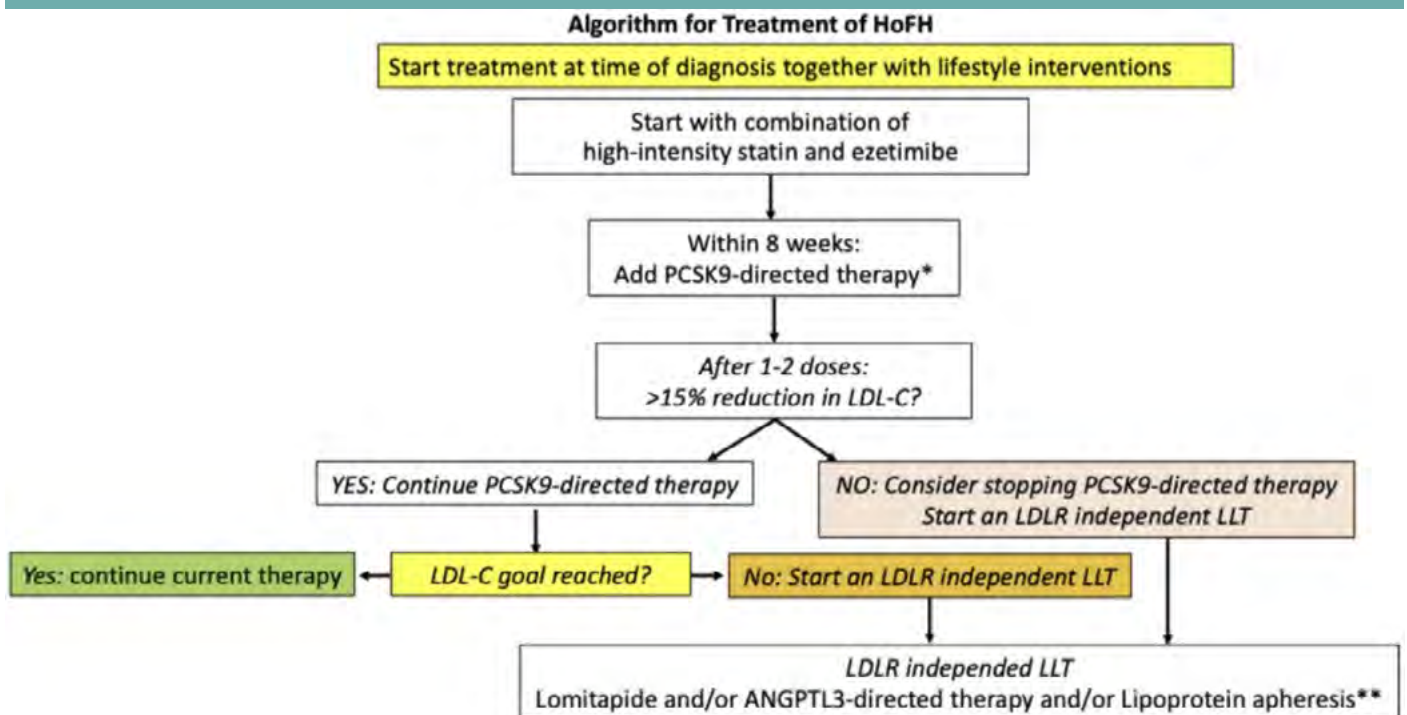 Algorithm for Treatment of HoFH
Start treatment at time of diagnosis together with lifestyle interventions
Start with combination of
high-intensity statin and ezetimibe
Within 8 weeks:
Add PCSK9-directed therapy*
After 1-2 doses:
>15% reduction in LDL-C?
YES: Continue PCSK9-directed therapy
NO: Consider stopping PCSK9-directed therapy
Start an LDLR independent LLT
Yes: continue current therapy
LDL-C goal reached?
No: Start an LDLR independent LLT
LDLR independed LLT
Lomitapide and/or ANGPTL3-directed therapy and/or Lipoprotein apheresis**